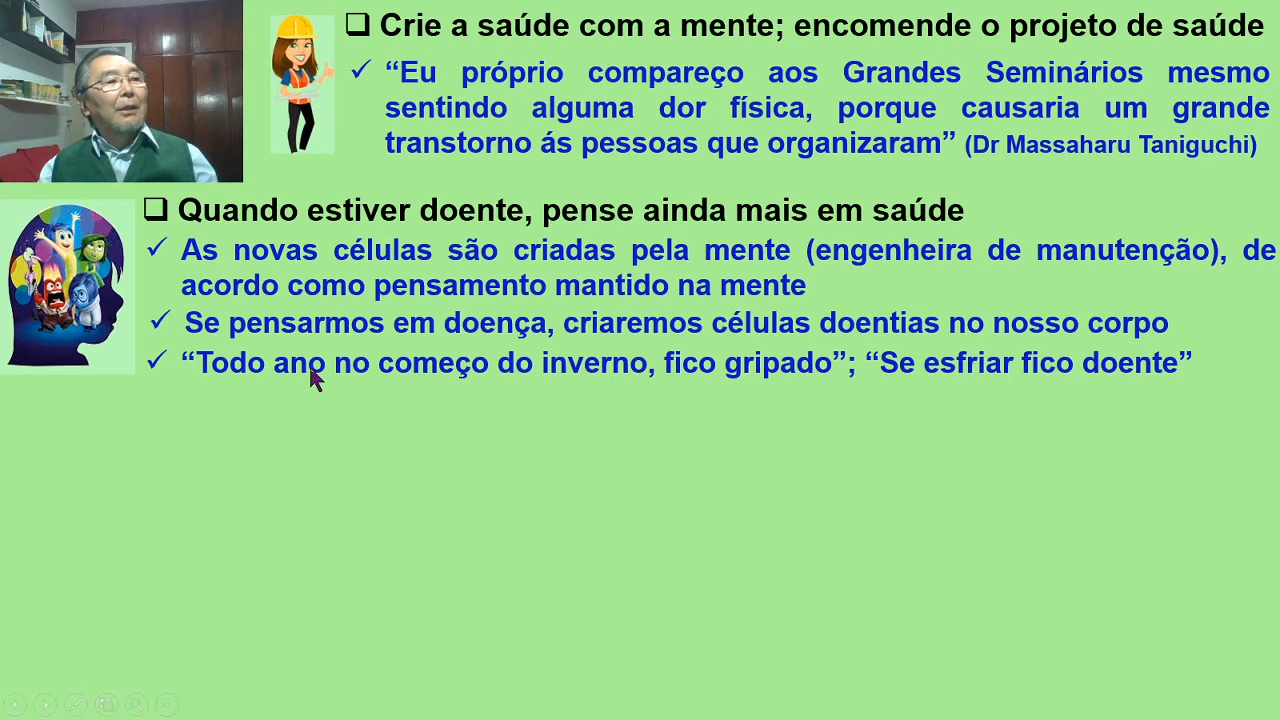 Crie a saúde com a mente; encomende o projeto de saúde
“Eu próprio compareço aos Grandes Seminários mesmo
sentindo alguma dor física, porque causaria um grande
transtorno ás pessoas que organizaram” (Dr Massaharu Taniguchi)
Quando estiver doente, pense ainda mais em saúde
As novas células são criadas pela mente (engenheira de manutenção), de
acordo como pensamento mantido na mente
Se pensarmos em doença, criaremos células doentias no nosso corpo
“Todo ano no começo do inverno, fico gripado”; “Se esfriar fico doente”